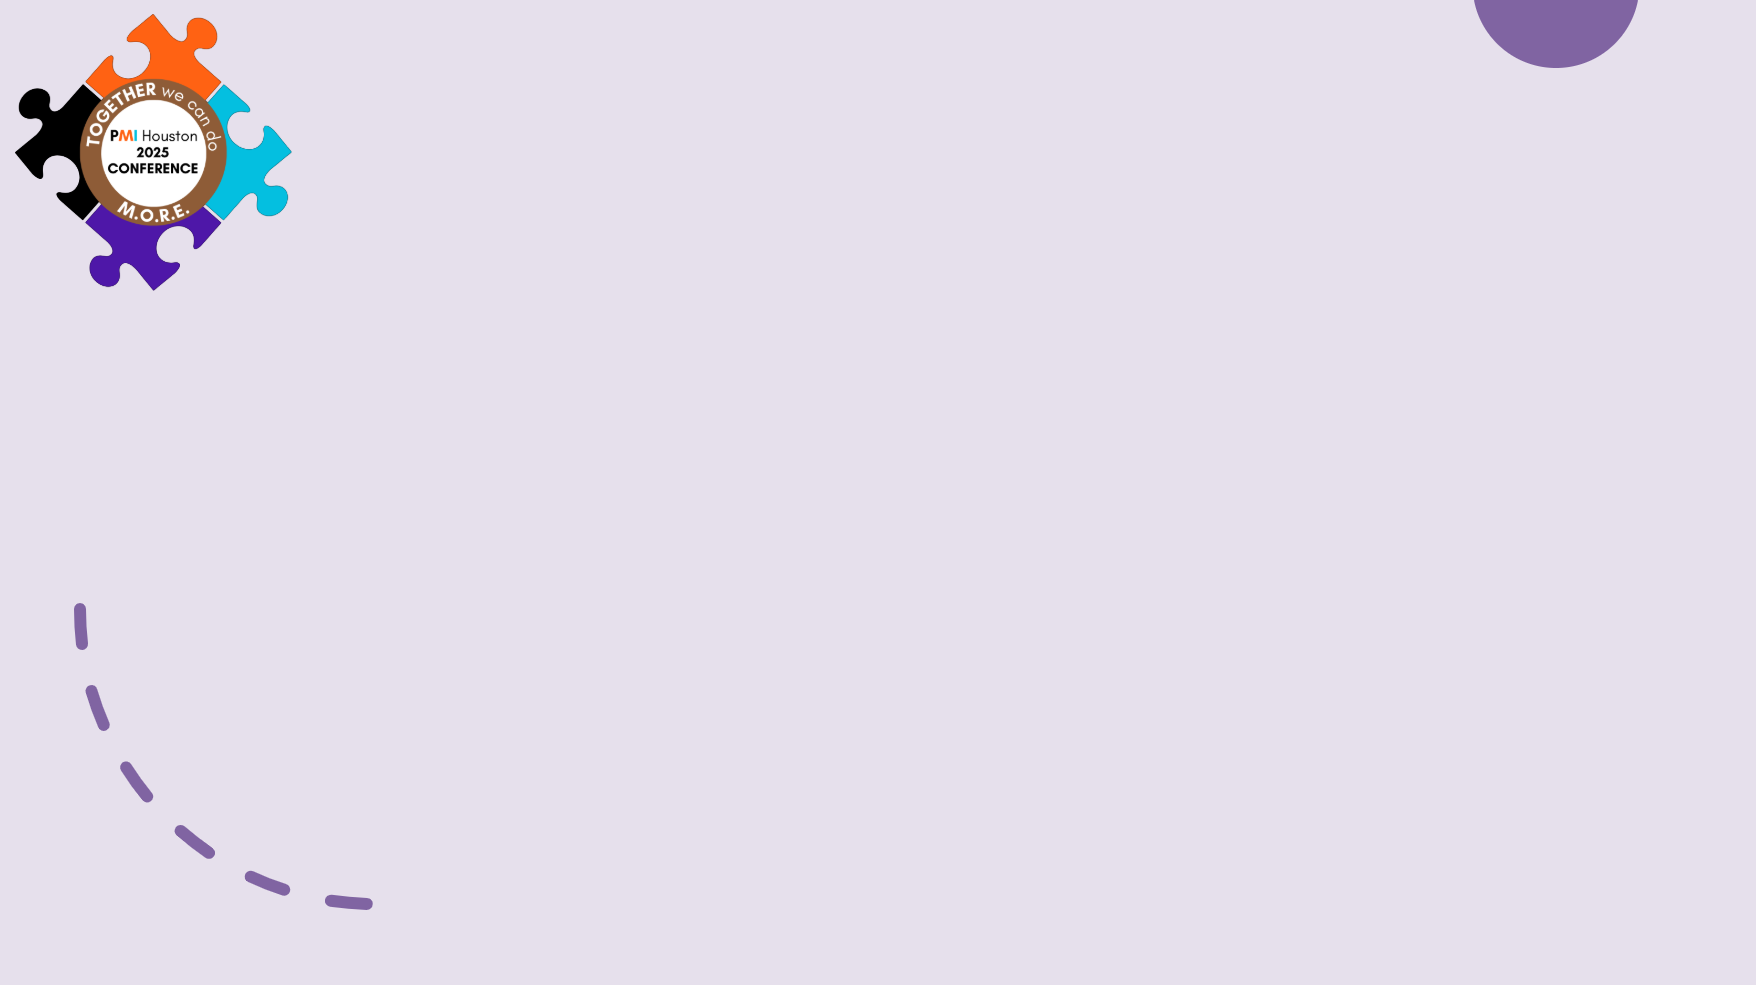 TOGETHER we can do
PMI Houston
2025
CONFERENCE
M.O.R.E.